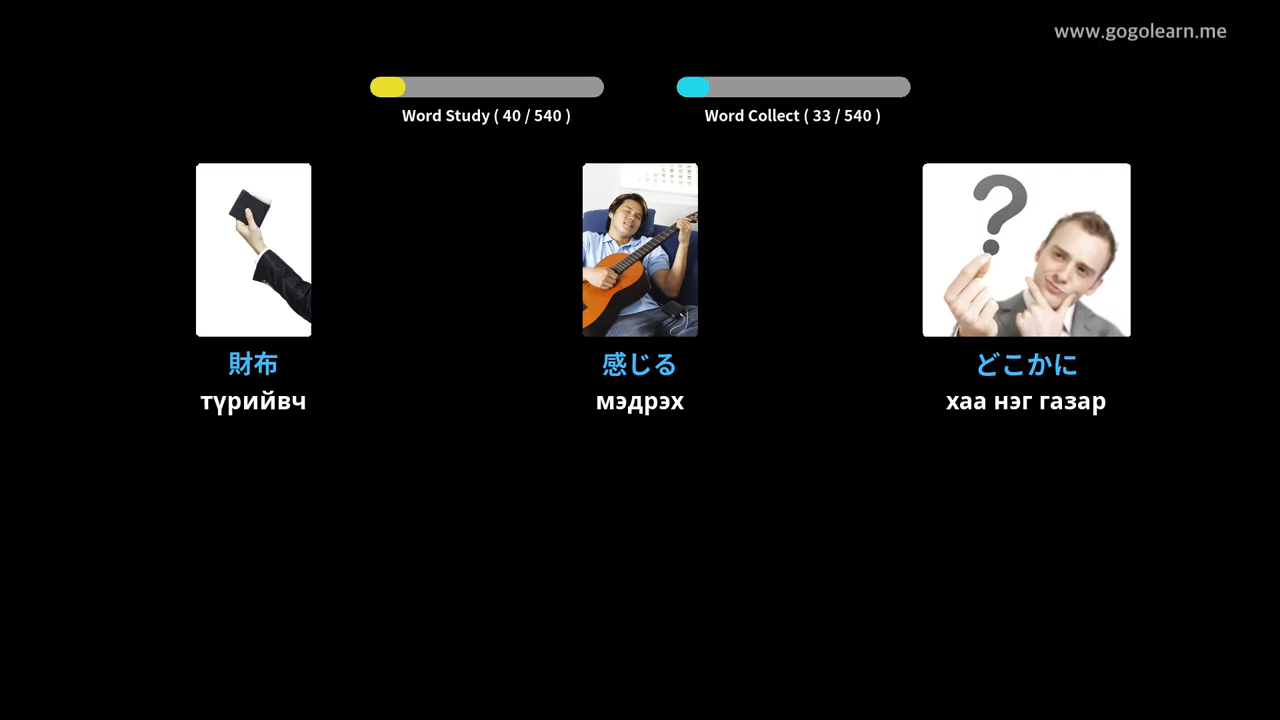 www.gogolearn.me
Word Study ( 40 / 540 )
Word Collect ( 33 / 540 )
財布
түрийвч
感じる
мэдрэх
どこかに
хаа нэг газар